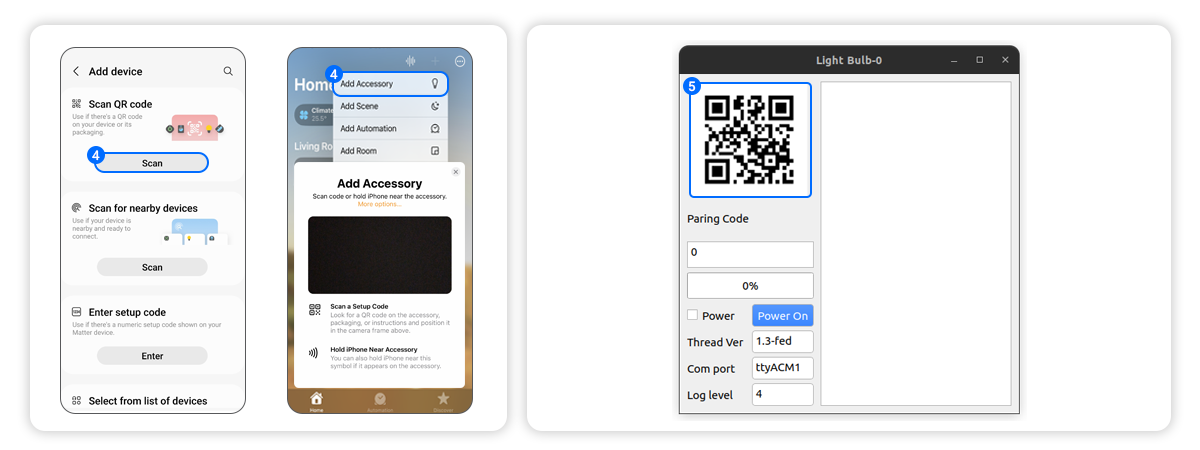 Add device
Scan QR code
Use if there's a QR code
on your device or its
packaging.
4
Scan
Scan for nearby devices
Use if your device is
nearby and ready to
connect.
Scan
Enter setup code
Use if there's a numeric setup code shown on your
Matter device.
Enter
Select from list of devices
Hom
4
Add Accessory
Add Scene
Add Automation
Add Room
Climate
25.5°
Living Ro
Add Accessory
Scan code or hold iPhone near the accessory.
More options...
Scan a Setup Code
Look for a QR code on the accessory,
packaging, or instructions and position it
in the camera frame above.
Hold iPhone Near Accessory
You can also hold iPhone near this
symbol if it appears on the accessory.
Home
Automation
Discover
Light Bulb-0
5
Paring Code
0
0%
Power
Power On
Thread Ver
1.3-fed
Com port
ttyACM1
Log level
4